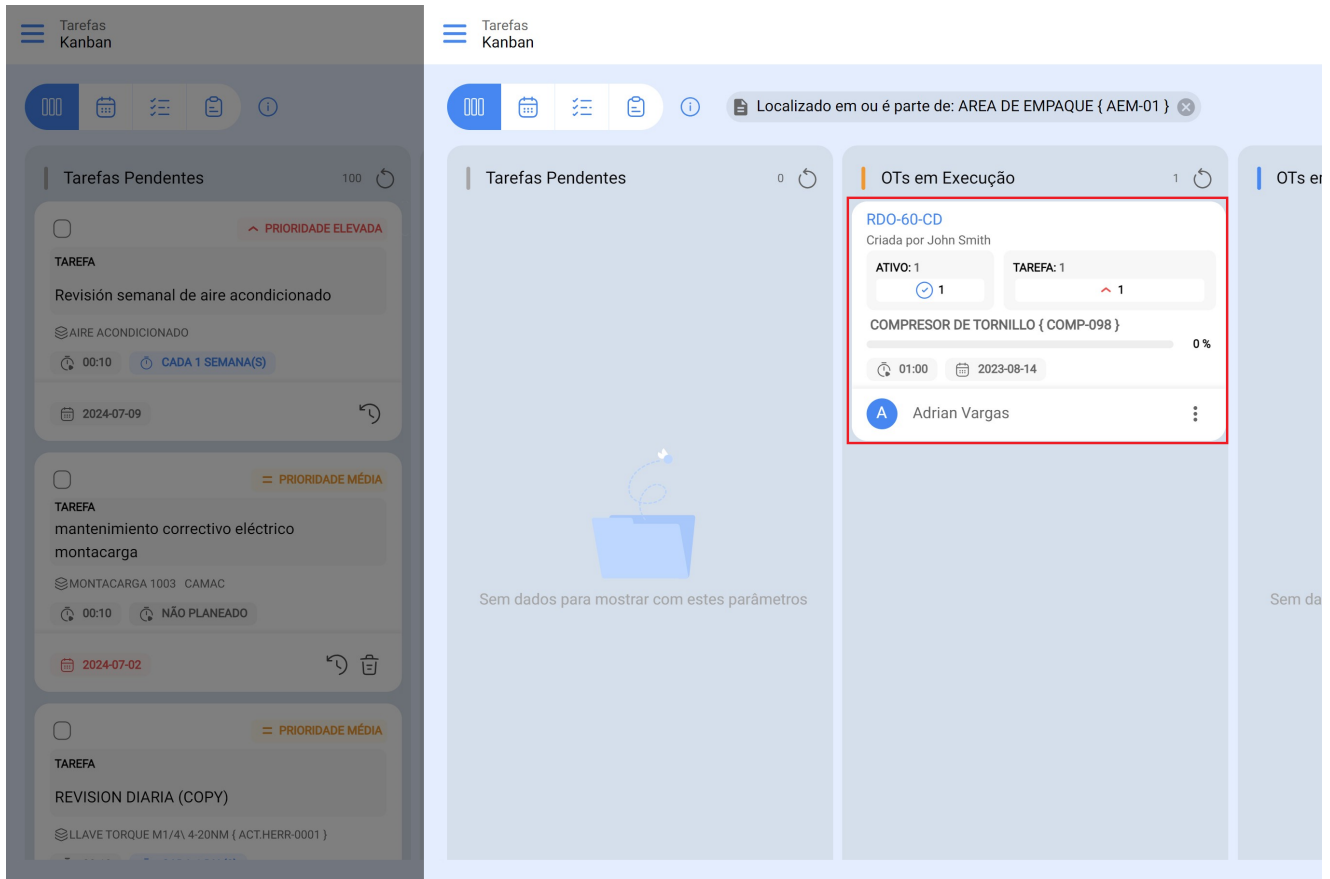 Tarefas
Kanban
Tarefas Pendentes
100
PRIORIDADE ELEVADA
TAREFA
Revisión semanal de aire acondicionado
AIRE ACONDICIONADO
00:10 CADA 1 SEMANA(S)
2024-07-09
PRIORIDADE MÉDIA
TAREFA
mantenimiento correctivo eléctrico
montacarga
MONTACARGA 1003 CAMAC
00:10 NÃO PLANEADO
2024-07-02
PRIORIDADE MÉDIA
TAREFA
REVISION DIARIA (COPY)
LLAVE TORQUE M1/4\ 4-20NM { ACT.HERR-0001 }
Tarefas
Kanban
Localizado em ou é parte de: AREA DE EMPAQUE { AEM-01 }
Tarefas Pendentes
0
Sem dados para mostrar com estes parâmetros
OTs em Execução
1
RDO-60-CD
Criada por John Smith
ATIVO: 1
1
TAREFA: 1
1
COMPRESOR DE TORNILLO { COMP-098 }
0 %
01:00 2023-08-14
A Adrian Vargas
OTs er
Sem da